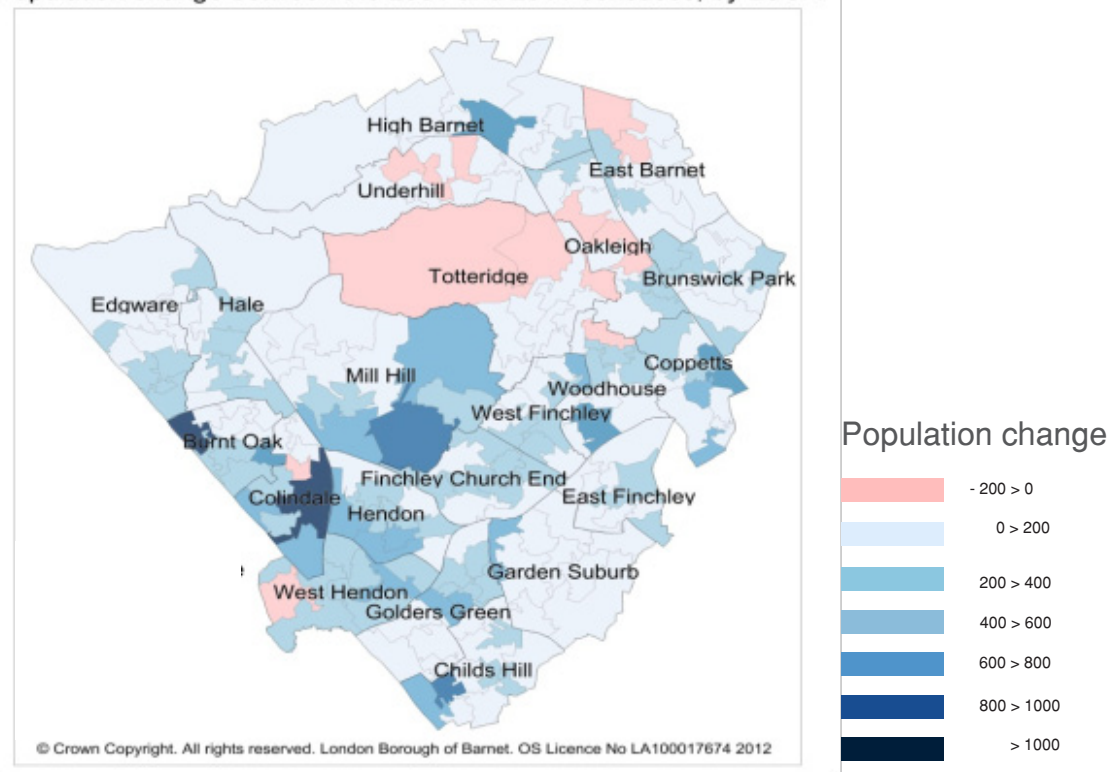 High Barnet
East Barnet
Underhill
Oakleigh
Totteridge
Brunswick Park
Edgware
Hale
Coppetts
Mill Hill
Woodhouse
West Finchley
Burnt Oak
Population change
Finchley Church End
- 200 > 0
Colindale
East Finchley
Hendon
0 > 200
Garden Suburb
200 > 400
West Hendon
Golders Green
400 > 600
Childs Hill
600 > 800
800 > 1000
> 1000
© Crown Copyright. All rights reserved. London Borough of Barnet. OS Licence No LA100017674 2012